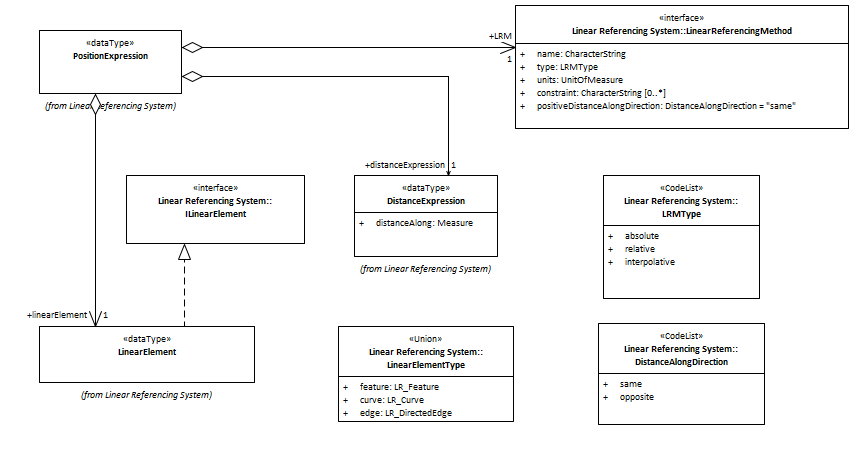 «dataType»
PositionExpression
(from Linear Referencing System)
+LRM
1
«interface»
Linear Referencing System::LinearReferencingMethod
+ name: CharacterString
+ type: LRMType
+ units: UnitOfMeasure
+ constraint: CharacterString [0..*]
+ positiveDistanceAlongDirection: DistanceAlongDirection = "same"
+distanceExpression 1
«interface»
Linear Referencing System::
ILinearElement
«dataType»
DistanceExpression
+ distanceAlong: Measure
(from Linear Referencing System)
«CodeList»
Linear Referencing System::
LRMType
+ absolute
+ relative
+ interpolative
+linearElement 1
«dataType»
LinearElement
(from Linear Referencing System)
«Union»
Linear Referencing System::
LinearElementType
+ feature: LR_Feature
+ curve: LR_Curve
+ edge: LR_DirectedEdge
«CodeList»
Linear Referencing System::
DistanceAlongDirection
+ same
+ opposite